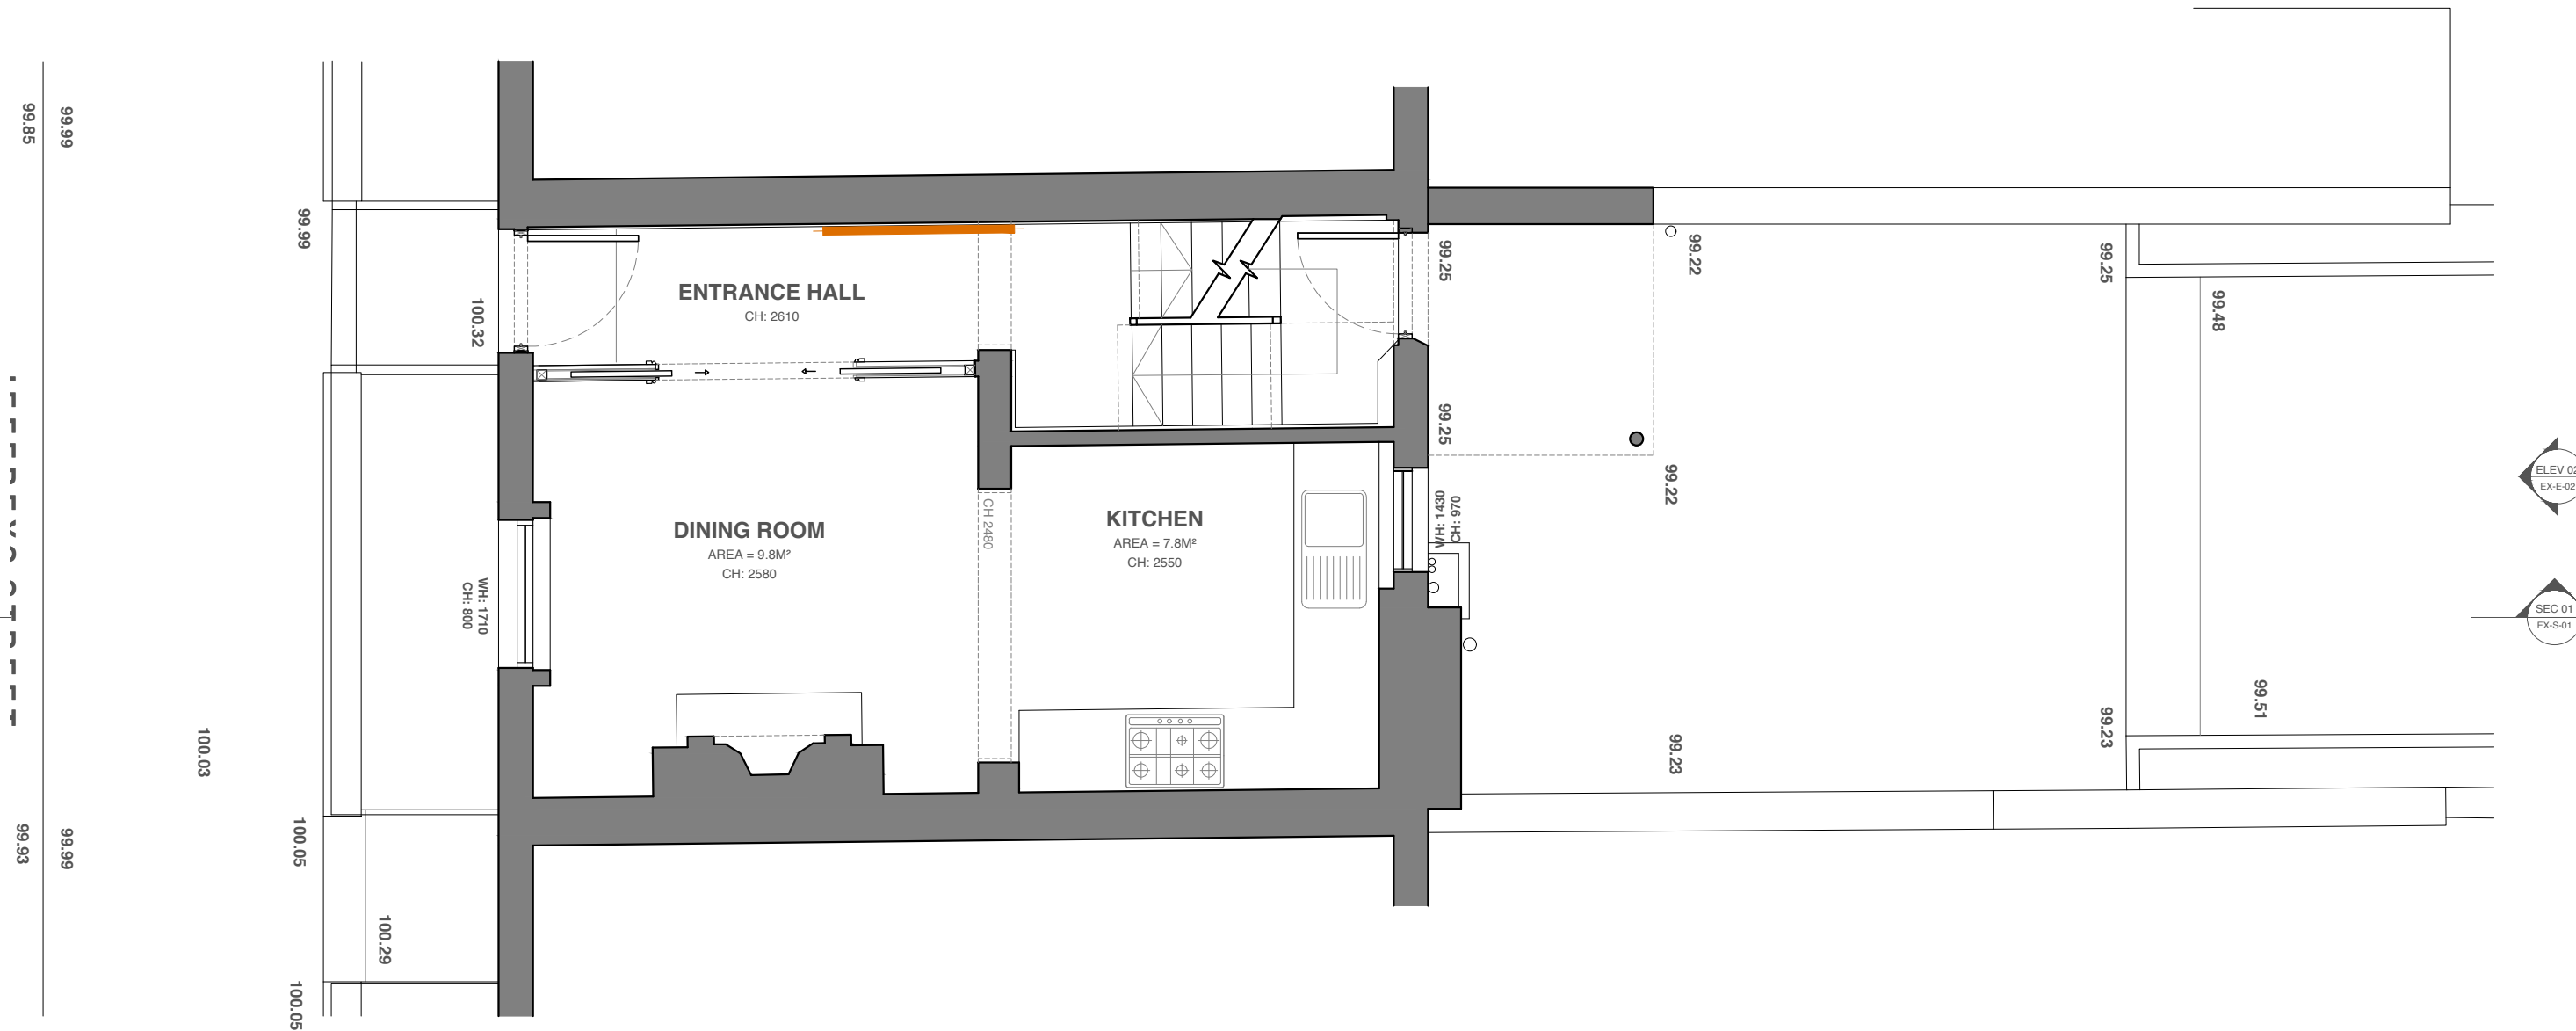 99.85
99.99
99.99
100.32
ENTRANCE HALL
CH: 2610
99.25
99.22
99.25
99.48
99.25
99.22
ELEV 02
EX-E-02
DINING ROOM
AREA = 9.8M²
CH: 2580
CH 2480
KITCHEN
AREA = 7.8M²
CH: 2550
WH: 1430
CH: 970
WH: 1710
CH: 800
SEC 01
EX-S-01
99.51
99.23
99.23
100.03
99.93
99.99
100.05
100.29
100.05